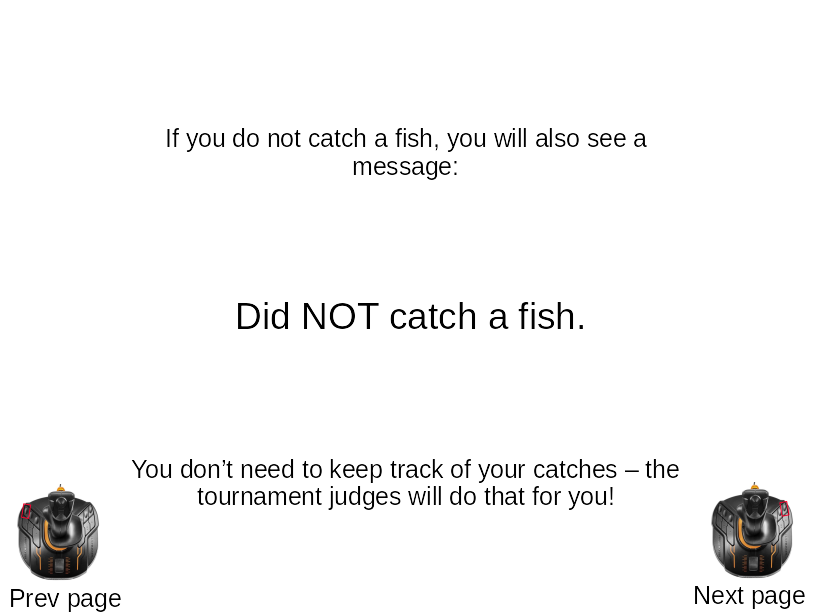 If you do not catch a fish, you will also see a
message:
Did NOT catch a fish.
You don’t need to keep track of your catches – the
tournament judges will do that for you!
Prev page
Next page